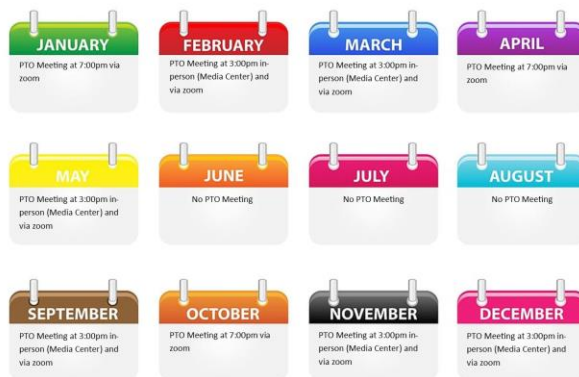 JANUARY
PTO Meeting at 7:00pm via
zoom
FEBRUARY
PTO Meeting at 3:00pm in-
person (Media Center) and
via zoom
MARCH
PTO Meeting at 3:00pm in-
person (Media Center) and
via zoom
APRIL
PTO Meeting at 7:00pm via
zoom
MAY
PTO Meeting at 3:00pm in-
person (Media Center) and
via zoom
JUNE
No PTO Meeting
JULY
No PTO Meeting
AUGUST
No PTO Meeting
SEPTEMBER
PTO Meeting at 3:00pm in-
person (Media Center) and
via zoom
OCTOBER
PTO Meeting at 7:00pm via
zoom
NOVEMBER
PTO Meeting at 3:00pm in-
person (Media Center) and
via zoom
DECEMBER
PTO Meeting at 3:00pm in-
person (Media Center) and
via zoom